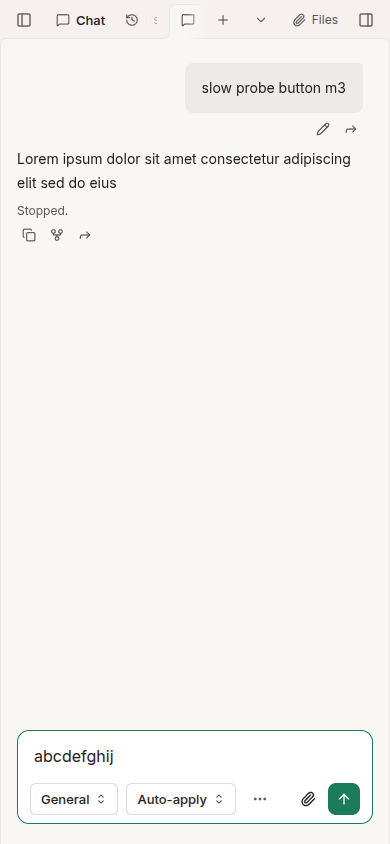 Chat
Files
slow probe button m3
Lorem ipsum dolor sit amet consectetur adipiscing
elit sed do eius
Stopped.
abcdefghij
General
Auto-apply